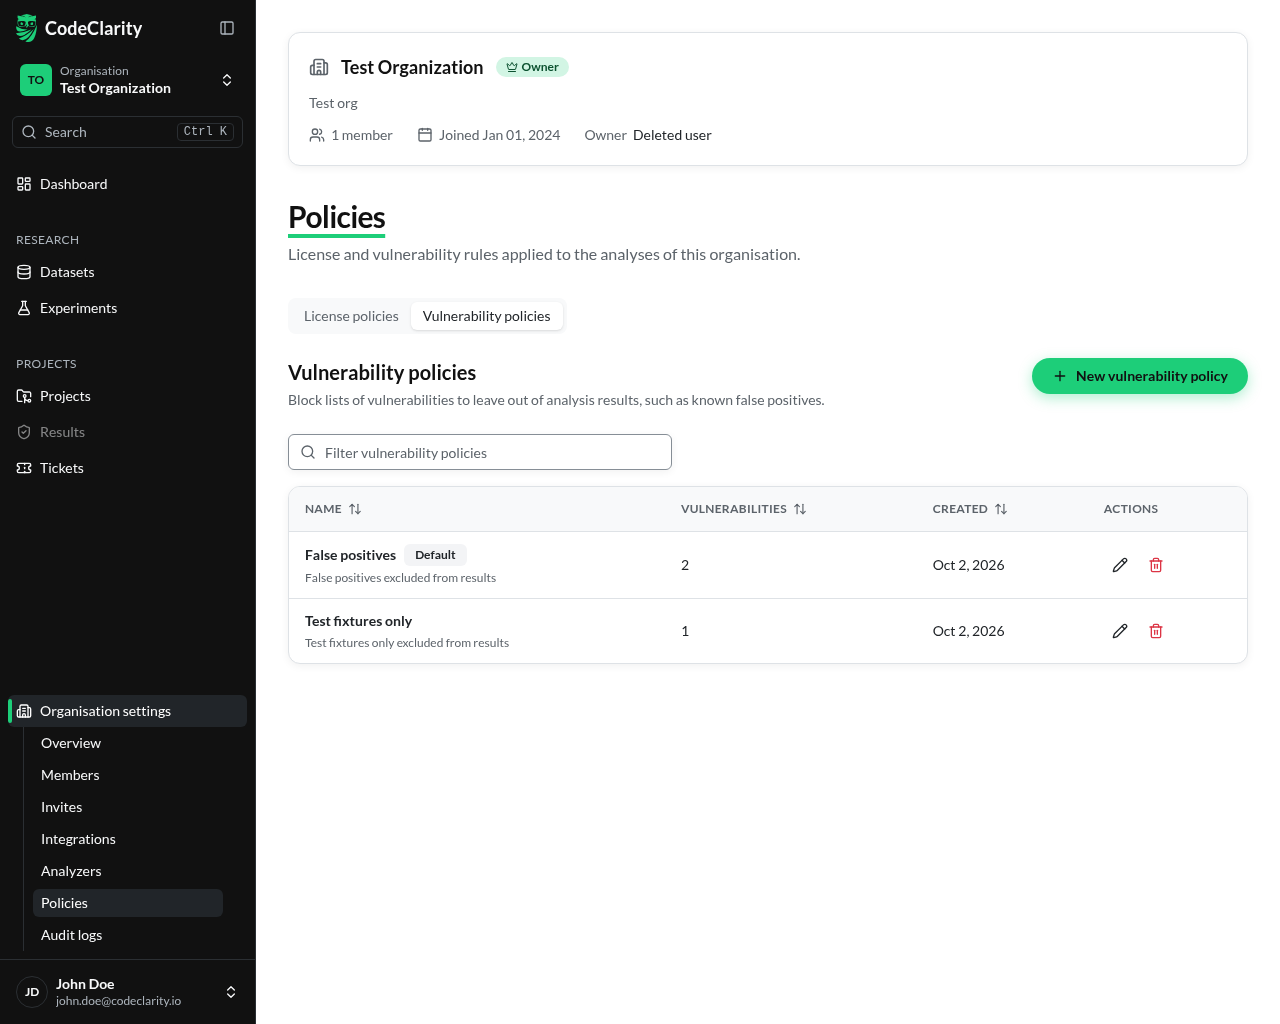 CodeClarity
TO
Organisation
Test Organization
Search
Ctrl K
Dashboard
RESEARCH
Datasets
Experiments
PROJECTS
Projects
Results
Tickets
Organisation settings
Overview
Members
Invites
Integrations
Analyzers
Policies
Audit logs
JD
John Doe
john.doe@codeclarity.io
Test Organization
Owner
Test org
1 member
Joined Jan 01, 2024
Owner Deleted user
Policies
License and vulnerability rules applied to the analyses of this organisation.
License policies
Vulnerability policies
Vulnerability policies
Block lists of vulnerabilities to leave out of analysis results, such as known false positives.
New vulnerability policy
Filter vulnerability policies
NAME VULNERABILITIES CREATED ACTIONS
False positives Default
False positives excluded from results
2
Oct 2, 2026
Test fixtures only
Test fixtures only excluded from results
1
Oct 2, 2026